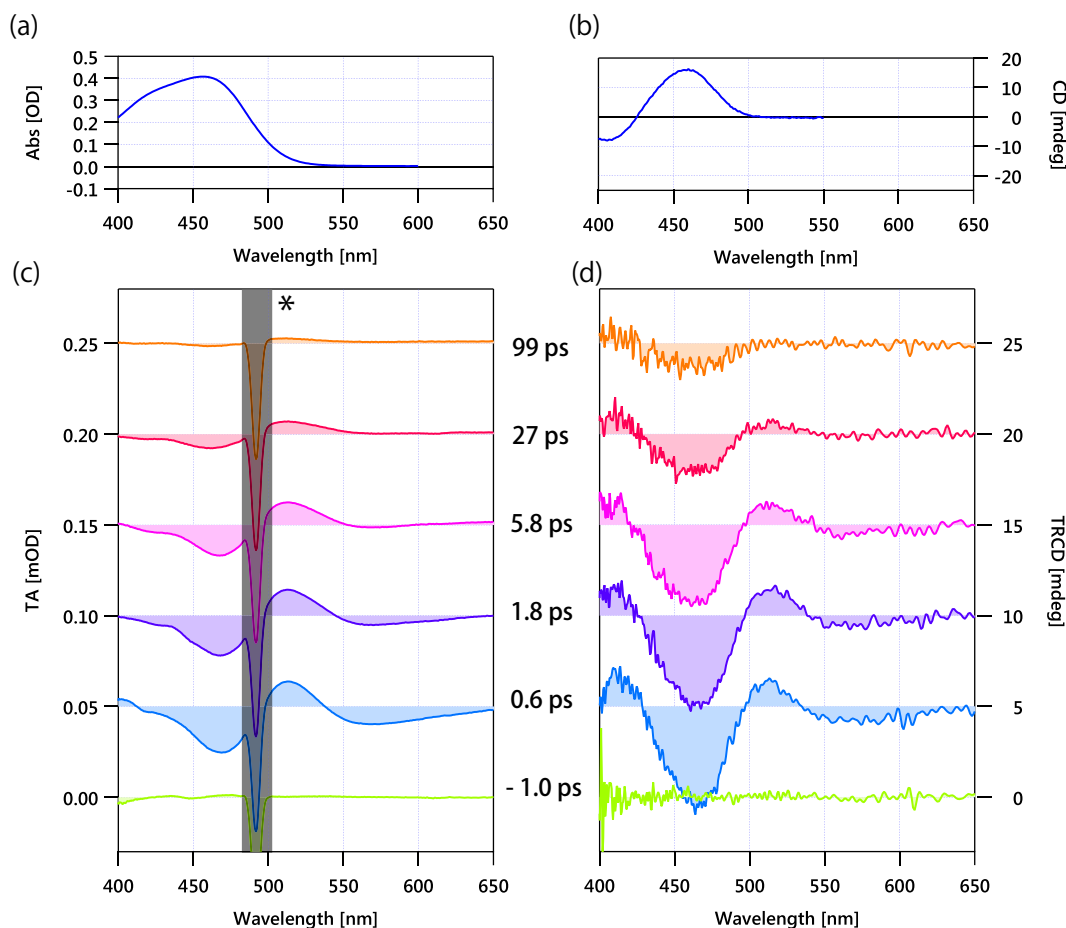 (a)
0.5
0.4
0.3
0.2
0.1
0.0
-0.1
Abs [OD]
400 450 500 550 600 650
Wavelength [nm]
(b)
20
10
0
-10
-20
CD [mdeg]
400 450 500 550 600 650
Wavelength [nm]
(c)
*
0.25
0.20
0.15
0.10
0.05
0.00
TA [mOD]
400 450 500 550 600 650
Wavelength [nm]
99 ps
27 ps
5.8 ps
1.8 ps
0.6 ps
- 1.0 ps
(d)
25
20
15
10
5
0
TRCD [mdeg]
400 450 500 550 600 650
Wavelength [nm]